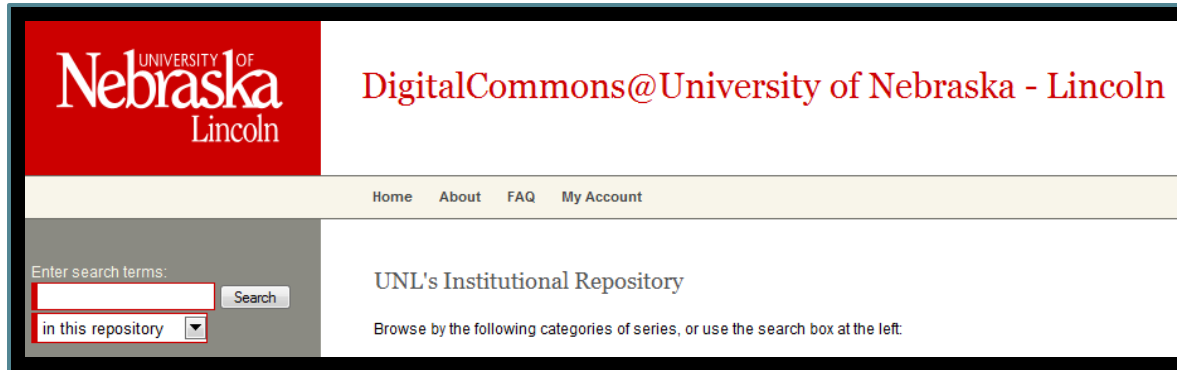 UNIVERSITY OF
Nebraska
Lincoln
DigitalCommons@University of Nebraska - Lincoln
Home About FAQ My Account
Enter search terms:
Search
in this repository
UNL's Institutional Repository
Browse by the following categories of series, or use the search box at the left: